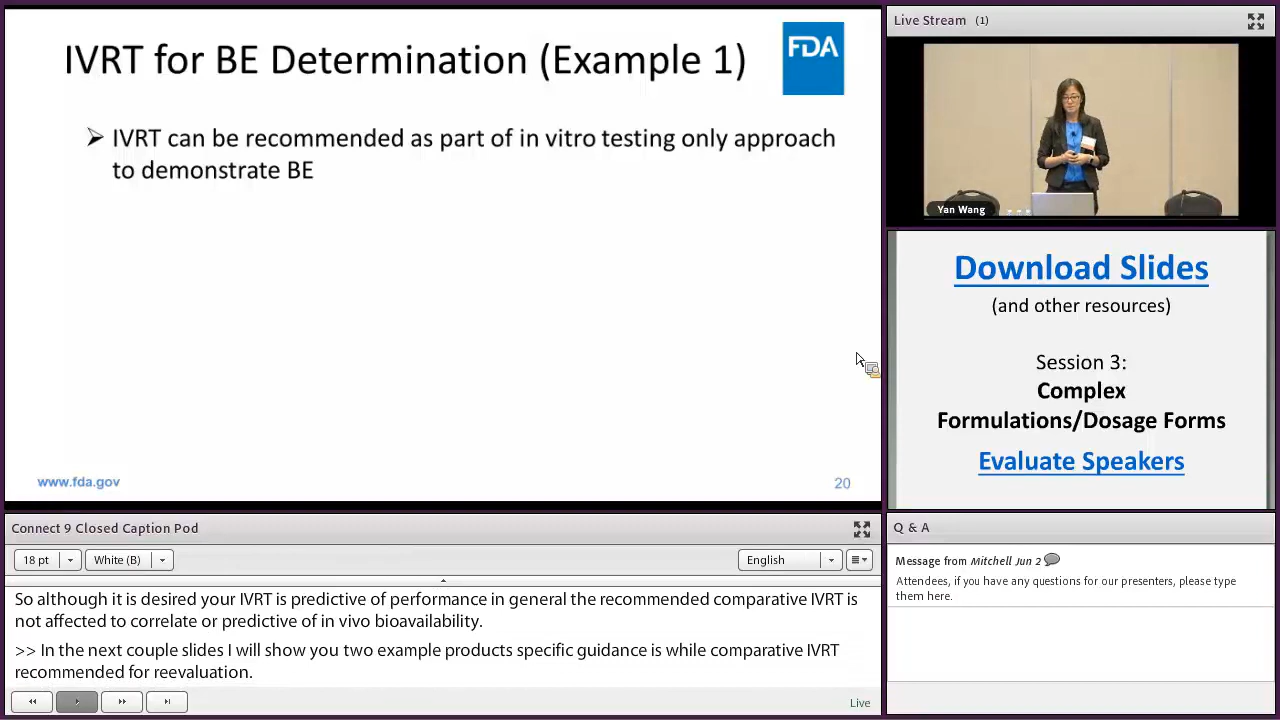 IVRT for BE Determination (Example 1)
FDA
➢ IVRT can be recommended as part of in vitro testing only approach
to demonstrate BE
www.fda.gov
20
Live Stream (1)
Yan Wang
Download Slides
(and other resources)
Session 3:
Complex
Formulations/Dosage Forms
Evaluate Speakers
Connect 9 Closed Caption Pod
18 pt
White (B)
English
So although it is desired your IVRT is predictive of performance in general the recommended comparative IVRT is
not affected to correlate or predictive of in vivo bioavailability.
>> In the next couple slides I will show you two example products specific guidance is while comparative IVRT
recommended for reevaluation.
Live
Q & A
Message from Mitchell Jun 2
Attendees, if you have any questions for our presenters, please type
them here.